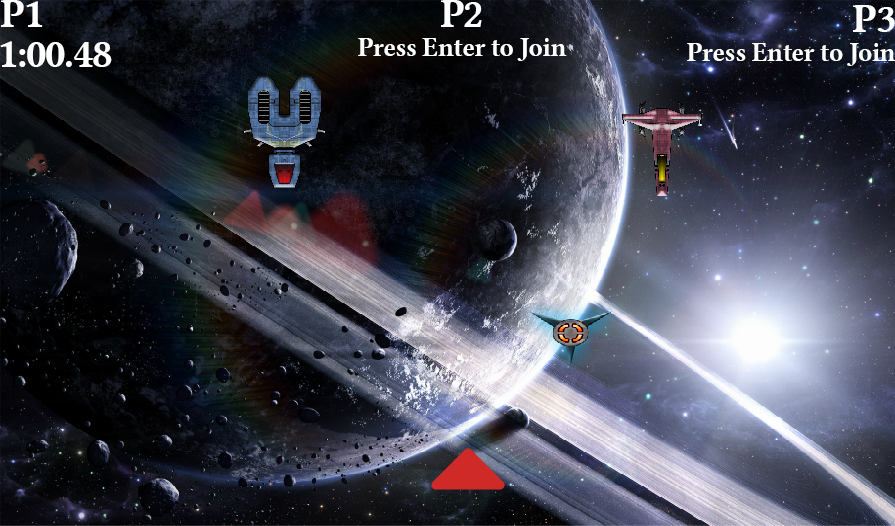 P1
1:00.48
P2
Press Enter to Join
P3
Press Enter to Join